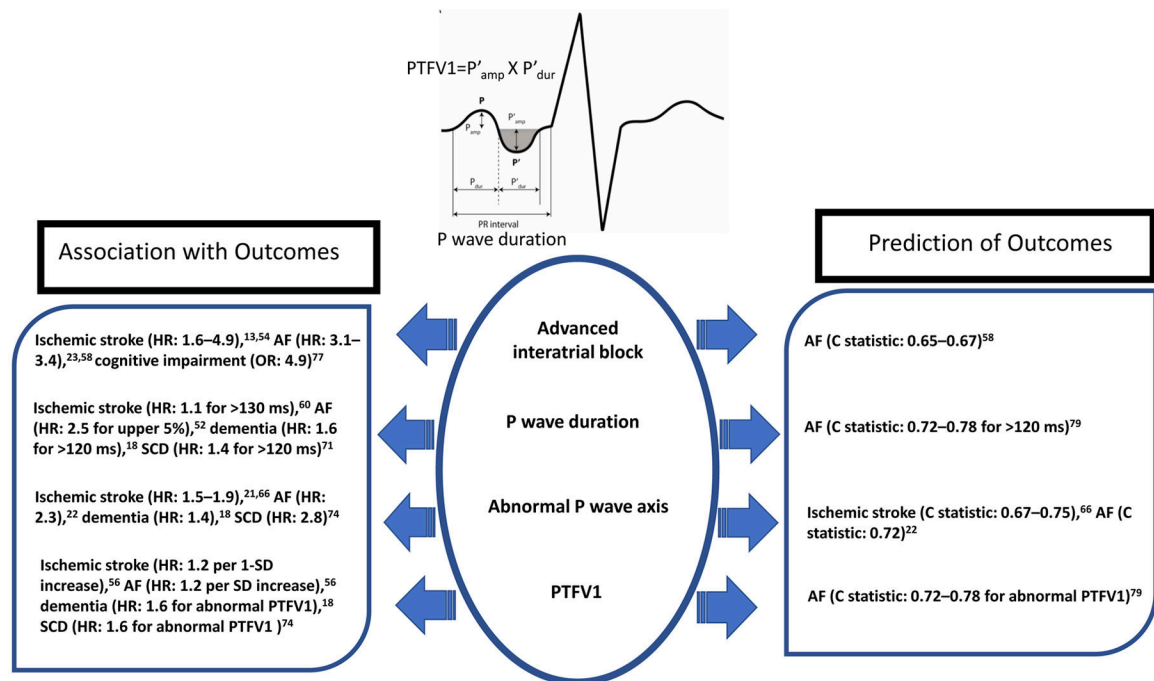 PTFV1=P'amp X P'dur
P
Pamp
P'amp
P'
Pdur
P'dur
PR interval
P wave duration
Association with Outcomes
Prediction of Outcomes
Ischemic stroke (HR: 1.6–4.9),13,54 AF (HR: 3.1–
3.4),23,58 cognitive impairment (OR: 4.9)77
Advanced
interatrial block
AF (C statistic: 0.65–0.67)58
Ischemic stroke (HR: 1.1 for >130 ms),60 AF
(HR: 2.5 for upper 5%),52 dementia (HR: 1.6
for >120 ms),18 SCD (HR: 1.4 for >120 ms)71
P wave duration
AF (C statistic: 0.72–0.78 for >120 ms)79
Ischemic stroke (HR: 1.5–1.9),21,66 AF (HR:
2.3),22 dementia (HR: 1.4),18 SCD (HR: 2.8)74
Abnormal P wave axis
Ischemic stroke (C statistic: 0.67–0.75),66 AF (C
statistic: 0.72)22
Ischemic stroke (HR: 1.2 per 1-SD
increase),56 AF (HR: 1.2 per SD increase),56
dementia (HR: 1.6 for abnormal PTFV1),18
SCD (HR: 1.6 for abnormal PTFV1 )74
PTFV1
AF (C statistic: 0.72–0.78 for abnormal PTFV1)79